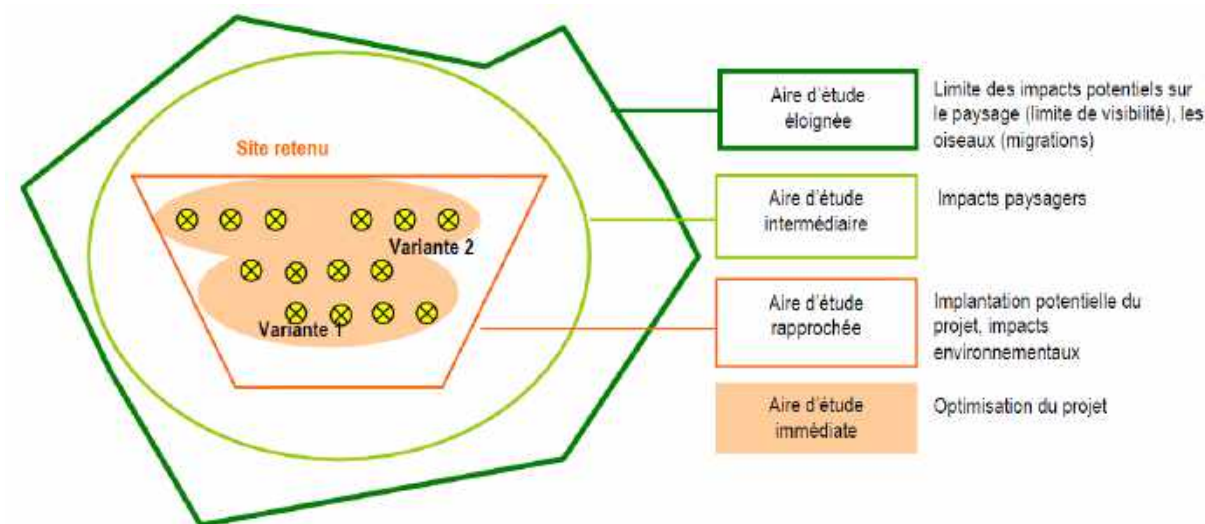 Site retenu
Variante 2
Variante 1
Aire d'étude
éloignée
Limite des impacts potentiels sur
le paysage (limite de visibilité), les
oiseaux (migrations)
Aire d'étude
intermédiaire
Impacts paysagers
Aire d'étude
rapprochée
Implantation potentielle du
projet, impacts
environnementaux
Aire d'étude
immédiate
Optimisation du projet